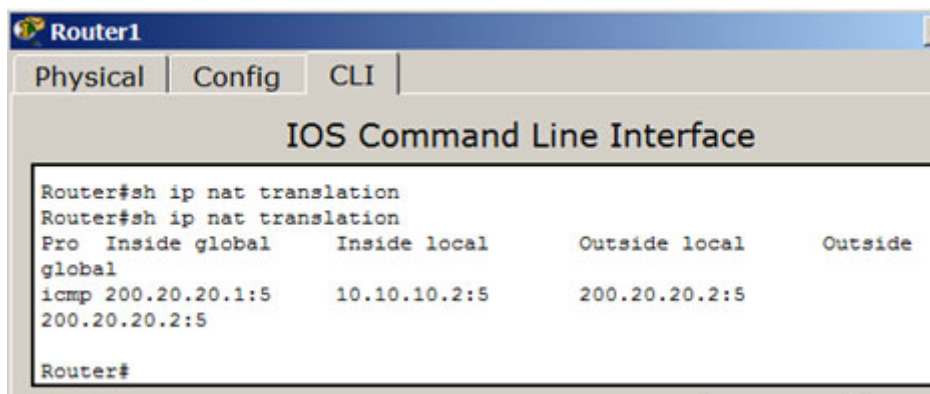 Router1
Physical Config CLI
IOS Command Line Interface
Router#sh ip nat translation
Router#sh ip nat translation
Pro Inside global Inside local Outside local Outside
global
icmp 200.20.20.1:5 10.10.10.2:5 200.20.20.2:5
200.20.20.2:5
Router#